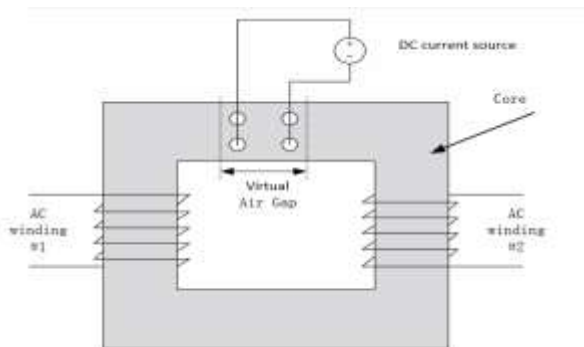 DC current source
Core
Virtual
Air Gap
AC
winding
#1
AC
winding
#2